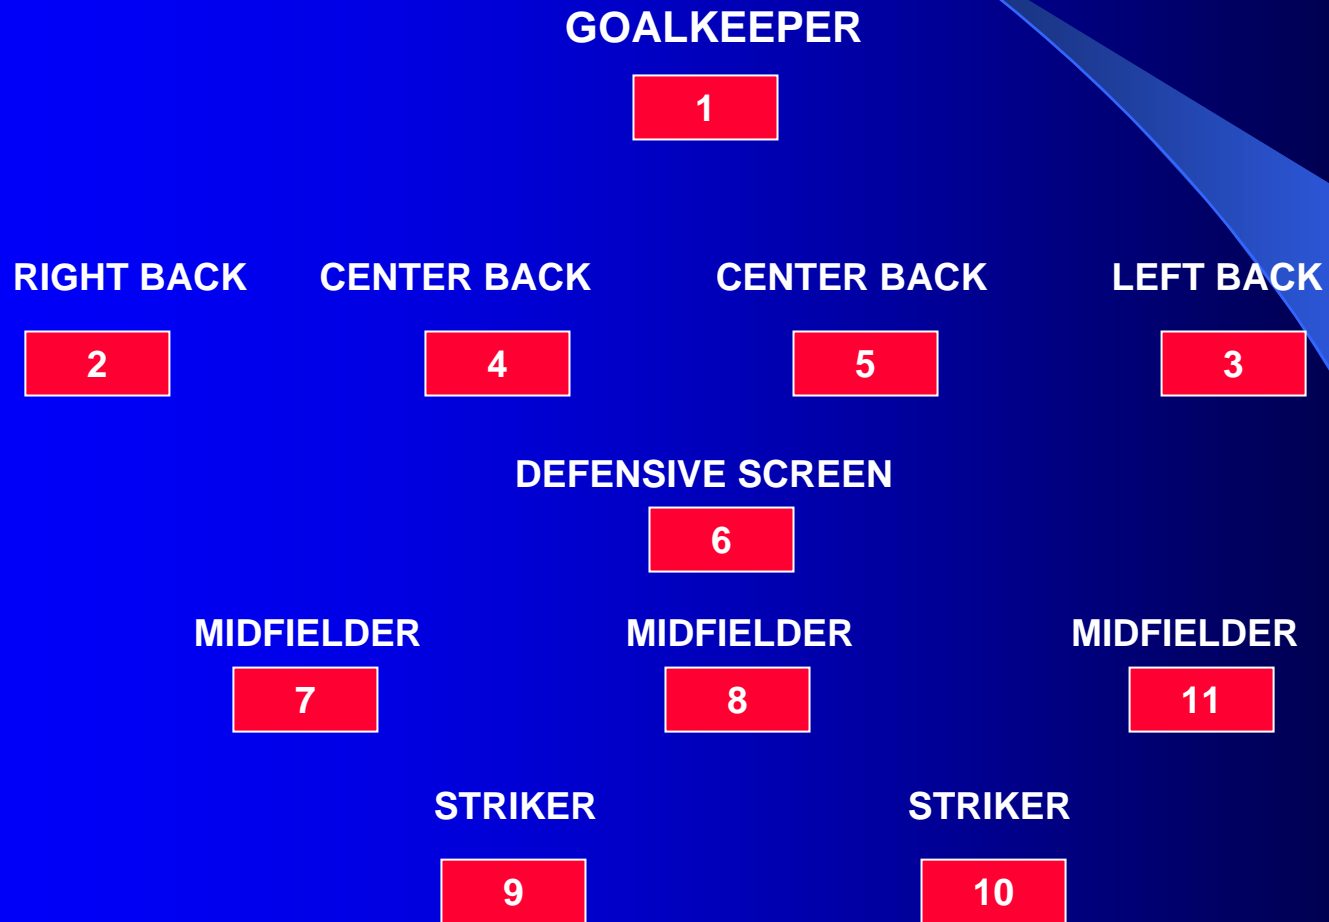 GOALKEEPER
1
RIGHT BACK CENTER BACK CENTER BACK LEFT BACK
2 4 5 3
DEFENSIVE SCREEN
6
MIDFIELDER MIDFIELDER MIDFIELDER
7 8 11
STRIKER STRIKER
9 10